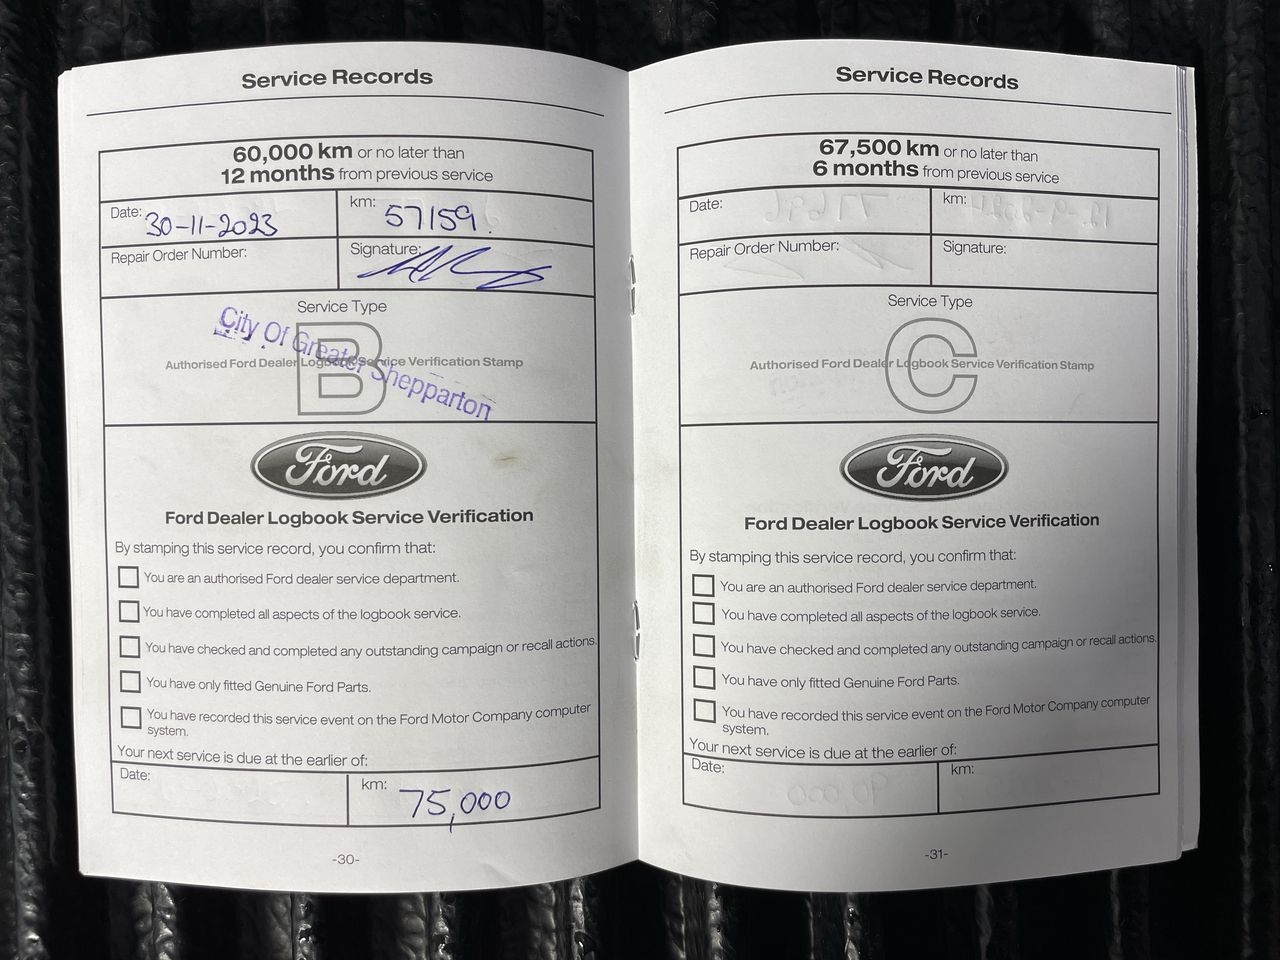 Service Records
60,000 km or no later than
12 months from previous service
Date: 30-11-2023
km: 57159.
Repair Order Number:
Signature:
Service Type
B
Authorised Ford Dealer Logbook Service Verification Stamp
City Of Greater Shepparton
Ford
Ford Dealer Logbook Service Verification
By stamping this service record, you confirm that:
You are an authorised Ford dealer service department.
You have completed all aspects of the logbook service.
You have checked and completed any outstanding campaign or recall actions.
You have only fitted Genuine Ford Parts.
You have recorded this service event on the Ford Motor Company computer
system.
Your next service is due at the earlier of:
Date:
km: 75,000
-30-
Service Records
67,500 km or no later than
6 months from previous service
Date:
km:
Repair Order Number:
Signature:
Service Type
C
Authorised Ford Dealer Logbook Service Verification Stamp
Ford
Ford Dealer Logbook Service Verification
By stamping this service record, you confirm that:
You are an authorised Ford dealer service department.
You have completed all aspects of the logbook service.
You have checked and completed any outstanding campaign or recall actions.
You have only fitted Genuine Ford Parts.
You have recorded this service event on the Ford Motor Company computer
system.
Your next service is due at the earlier of:
Date:
km:
-31-